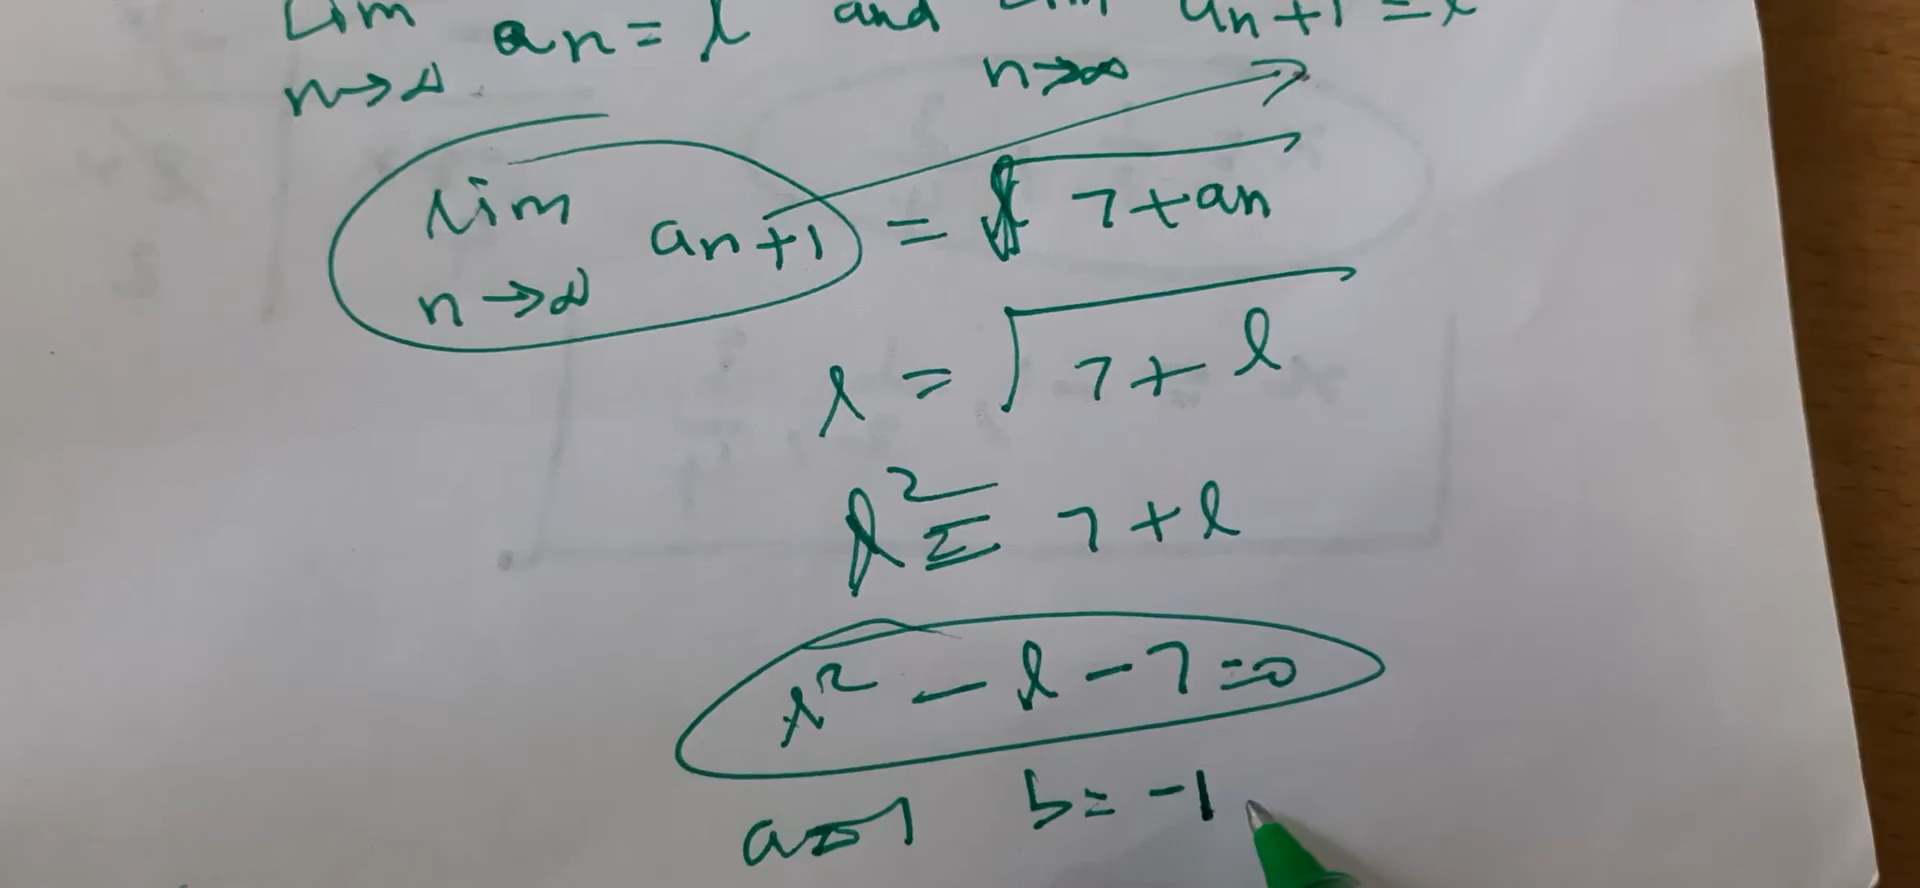 Lim an = l and Lim an+1 = l
n→∞ n→∞
lim an+1 = √7+an
n→∞
l = √7+l
l² = 7+l
l² - l - 7 = 0
a=1 b= -1